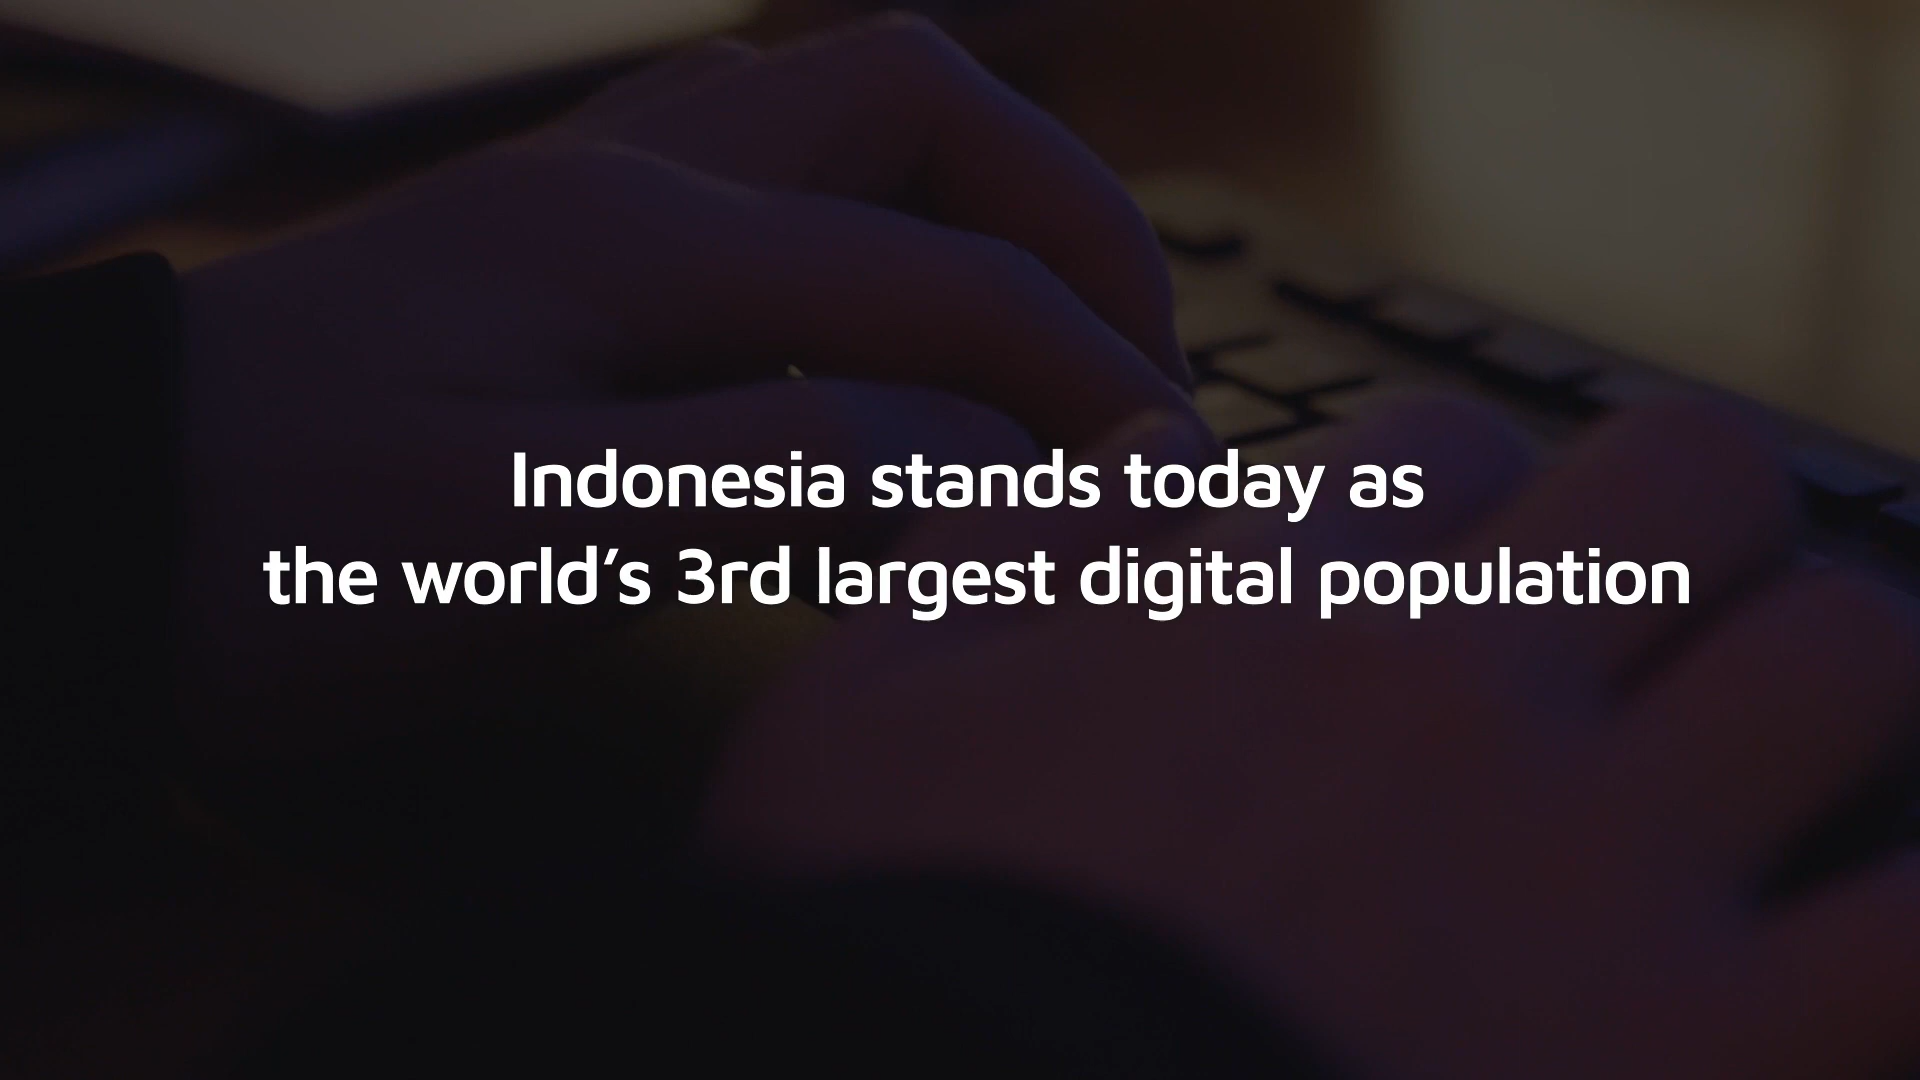 Indonesia stands today as
the world’s 3rd largest digital population